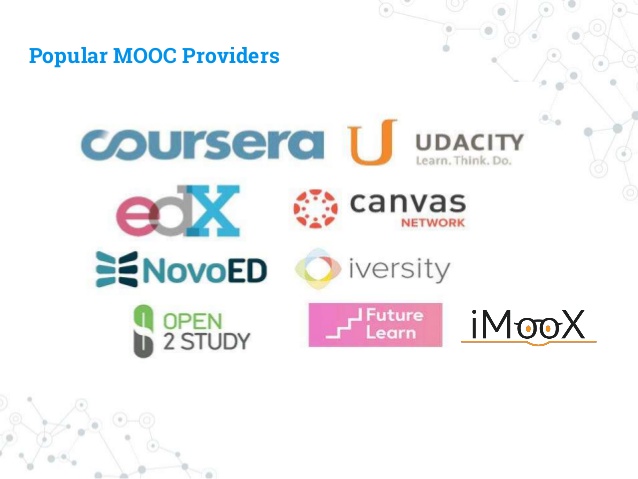 Popular MOOC Providers
coursera
UDACITY
Learn. Think. Do.
edX
canvas
NETWORK
NovoED
iversity
OPEN
2 STUDY
Future
Learn
iMooX